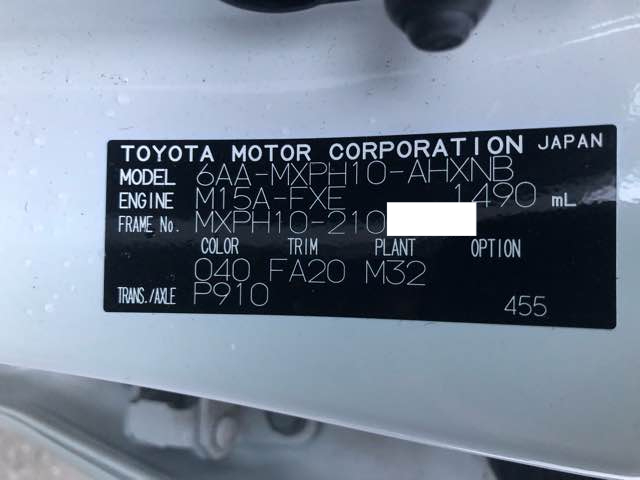 TOYOTA MOTOR CORPORATION JAPAN
MODEL 6AA-MXPH10-AHXNB
ENGINE M15A-FXE 1490 mL
FRAME No. MXPH10-210
COLOR TRIM PLANT OPTION
040 FA20 M32
TRANS./AXLE P910 455